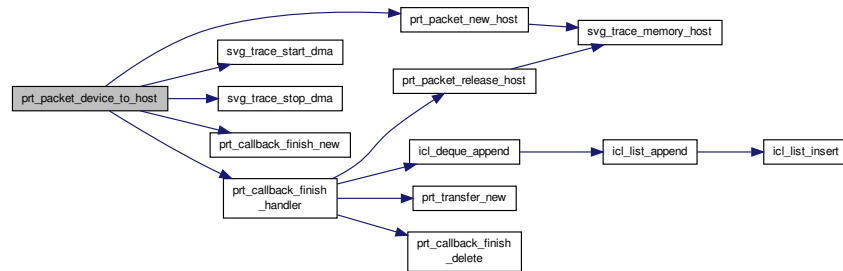 prt_packet_new_host
svg_trace_memory_host
svg_trace_start_dma
prt_packet_release_host
prt_packet_device_to_host
svg_trace_stop_dma
prt_callback_finish_new
icl_deque_append
icl_list_append
icl_list_insert
prt_callback_finish
_handler
prt_transfer_new
prt_callback_finish
_delete